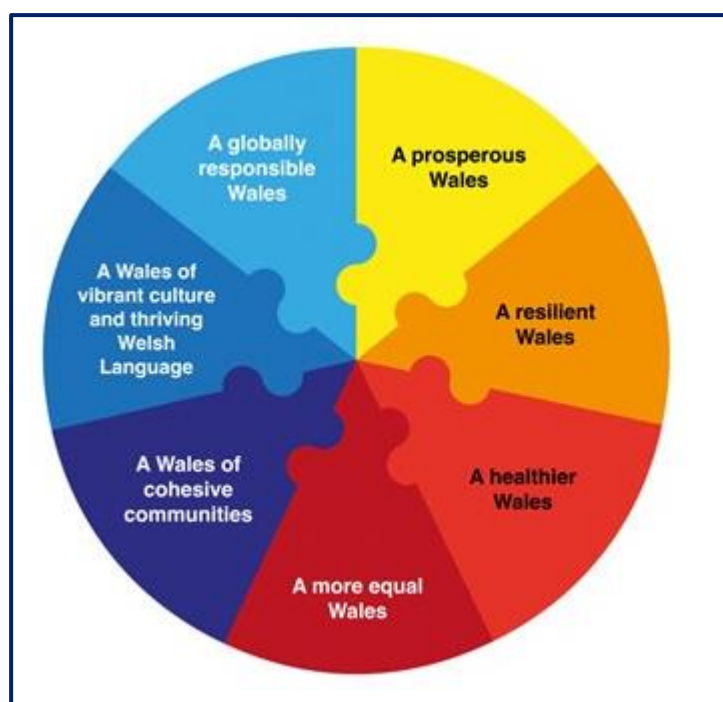 A prosperous
Wales
A resilient
Wales
A healthier
Wales
A more equal
Wales
A Wales of
cohesive
communities
A Wales of
vibrant culture
and thriving
Welsh
Language
A globally
responsible
Wales